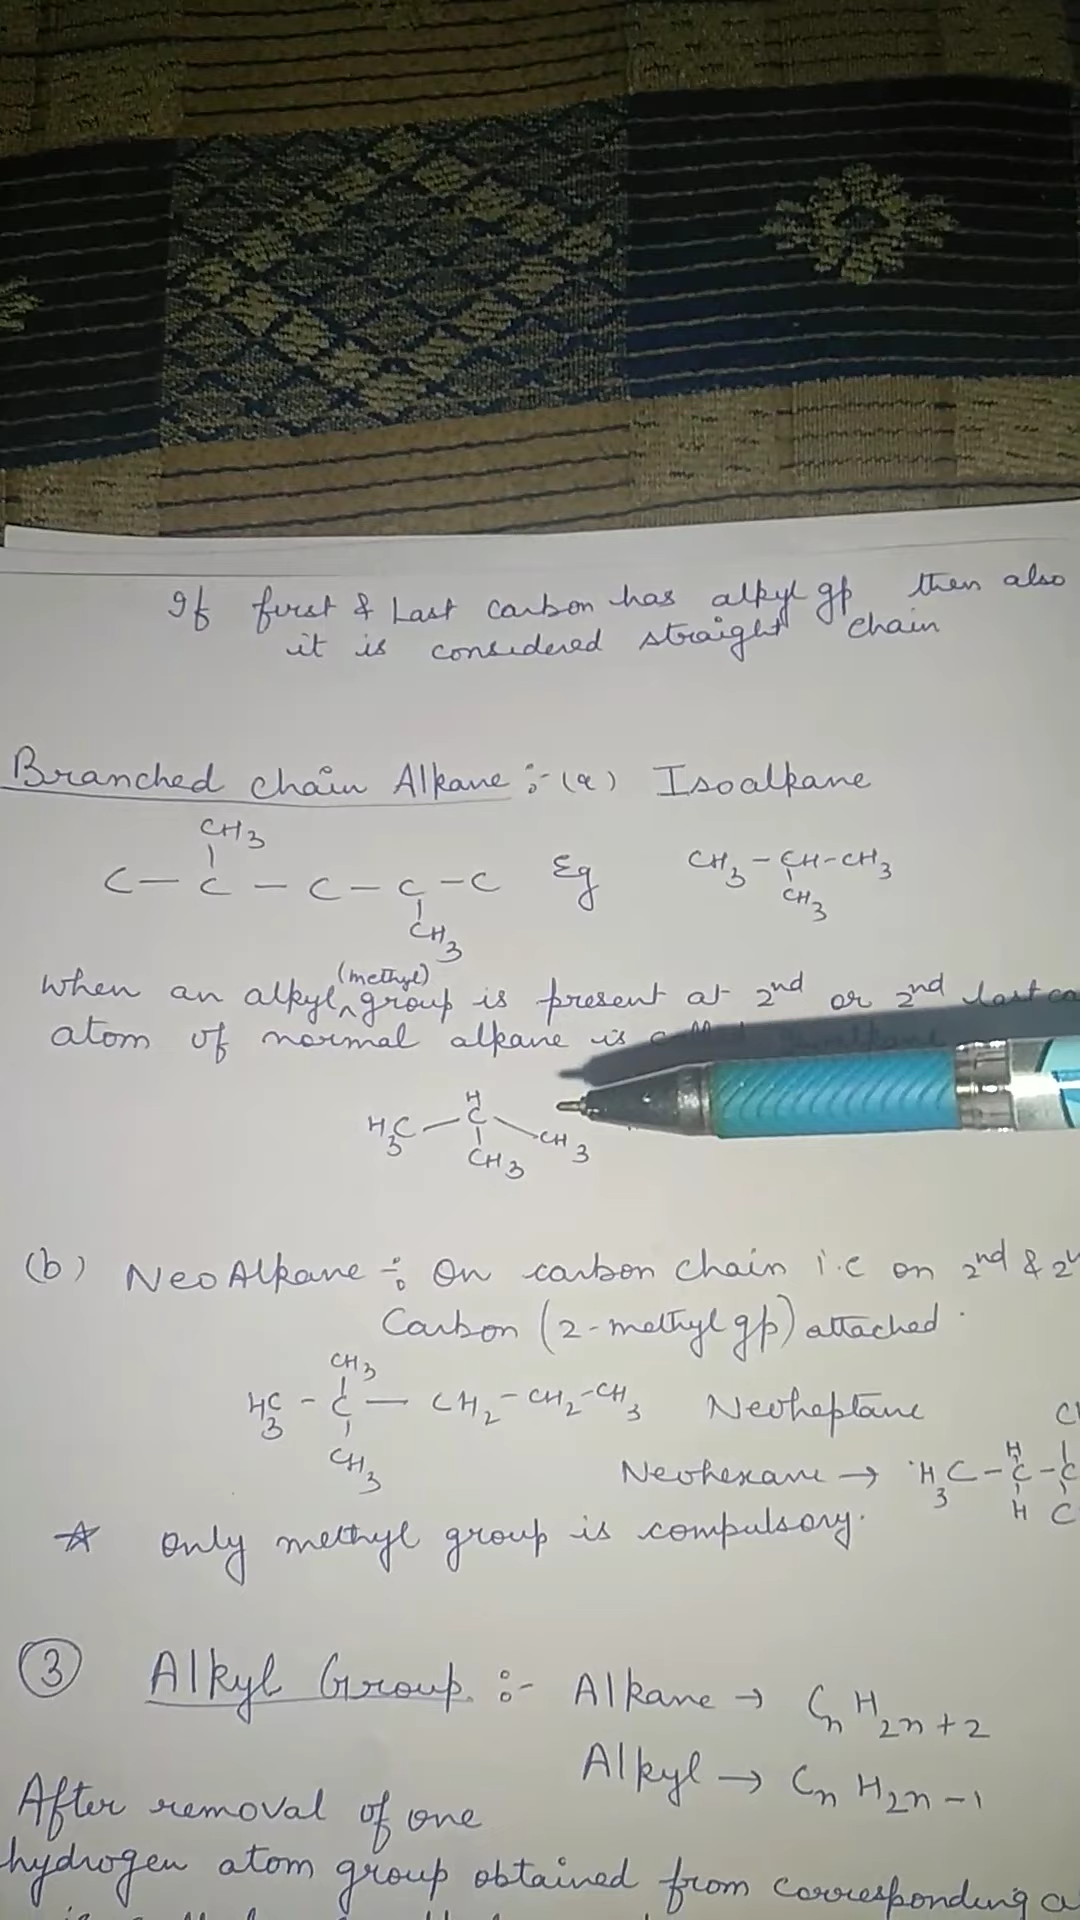 If first & Last carbon has alkyl gp then also
it is considered straight chain
Branched chain Alkane :- (a) Isoalkane
CH3
C - C - C - C - C Eg CH3 - CH - CH3
CH3 CH3
(methyl)
When an alkyl ^ group is present at 2nd or 2nd last ca
atom of normal alkane is
H
H3C - C - CH3
CH3
(b) NeoAlkane :- On carbon chain i.e on 2nd & 2n
Carbon (2-methyl gp) attached.
CH3
H3C - C - CH2 - CH2 - CH3 Neoheptane
CH3
Neohexane → H3C - C - C
H
H C
☆ Only methyl group is compulsory.
③ Alkyl Group :- Alkane → CnH2n+2
Alkyl → CnH2n-1
After removal of one
hydrogen atom group obtained from corresponding a